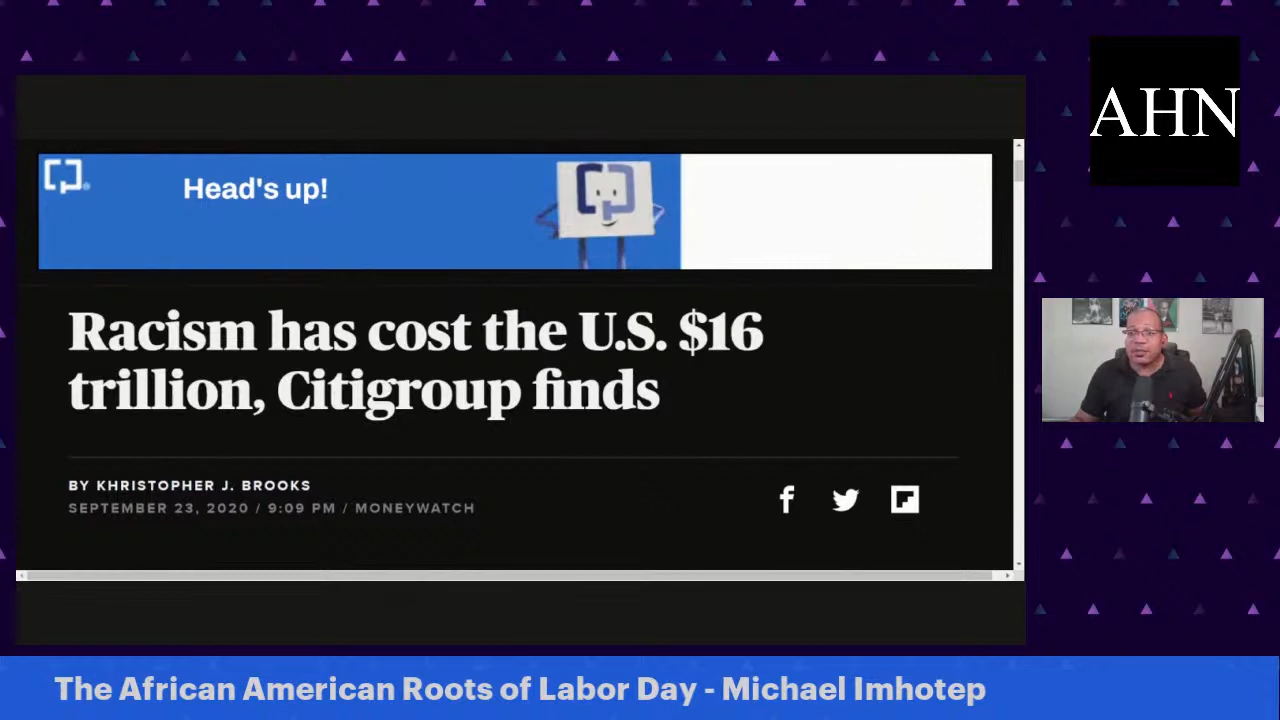 AHN
Head's up!
Racism has cost the U.S. $16
trillion, Citigroup finds
BY KHRISTOPHER J. BROOKS
SEPTEMBER 23, 2020 / 9:09 PM / MONEYWATCH
The African American Roots of Labor Day - Michael Imhotep